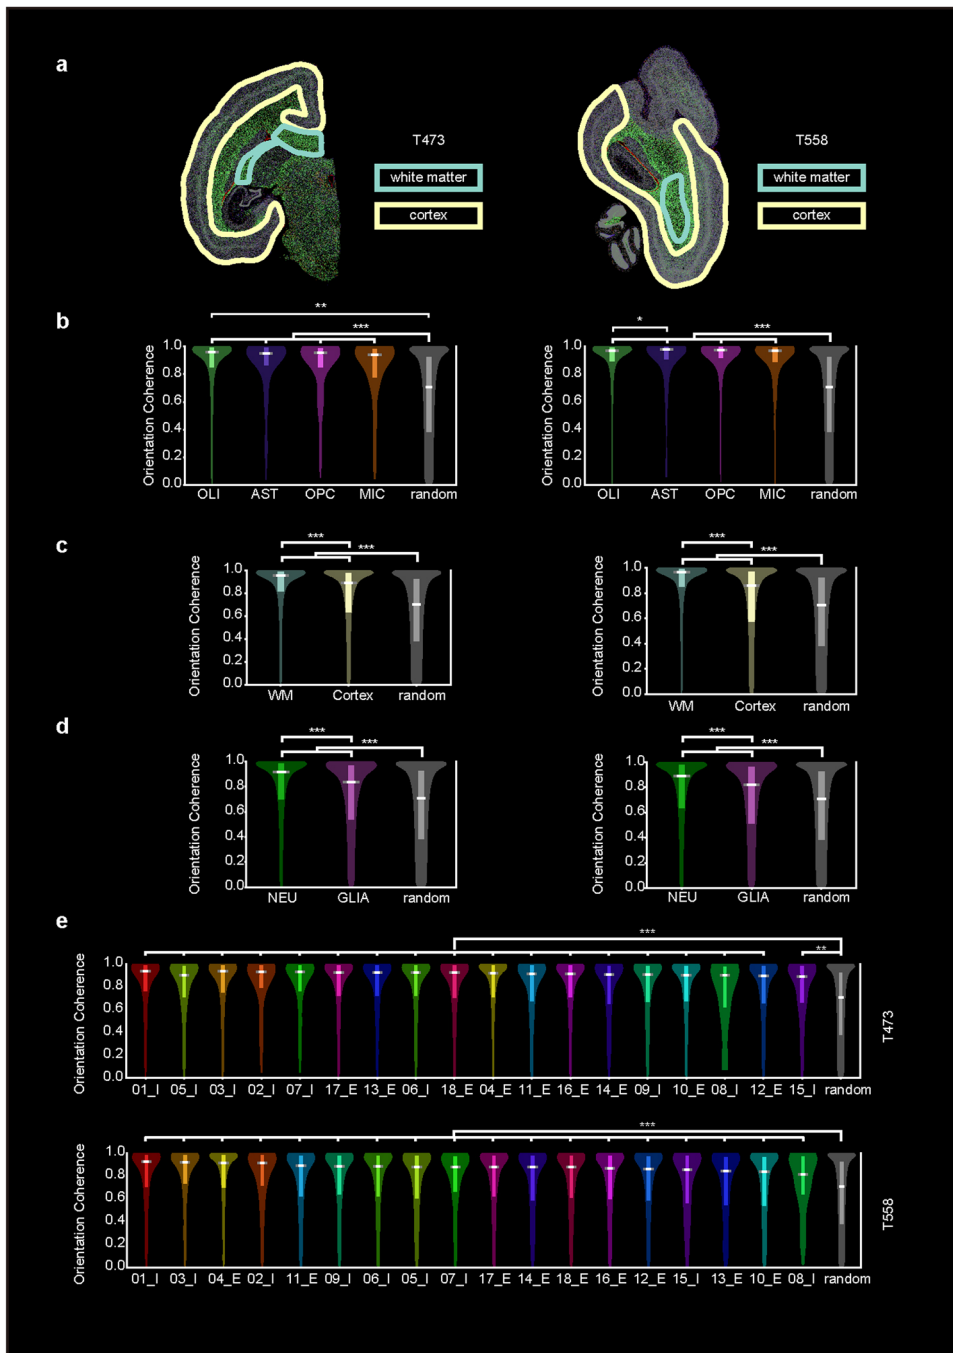 a
T473
white matter
cortex
T558
white matter
cortex
b
**
***
*
***
Orientation Coherence
1.0
0.8
0.6
0.4
0.2
0.0
OLI AST OPC MIC random
Orientation Coherence
1.0
0.8
0.6
0.4
0.2
0.0
OLI AST OPC MIC random
c
***
***
***
***
Orientation Coherence
1.0
0.8
0.6
0.4
0.2
0.0
WM Cortex random
Orientation Coherence
1.0
0.8
0.6
0.4
0.2
0.0
WM Cortex random
d
***
***
***
***
Orientation Coherence
1.0
0.8
0.6
0.4
0.2
0.0
NEU GLIA random
Orientation Coherence
1.0
0.8
0.6
0.4
0.2
0.0
NEU GLIA random
e
***
**
Orientation Coherence
1.0
0.8
0.6
0.4
0.2
0.0
01_I 05_I 03_I 02_I 07_I 17_E 13_E 06_I 18_E 04_E 11_E 16_E 14_E 09_I 10_E 08_I 12_E 15_I random
T473
***
Orientation Coherence
1.0
0.8
0.6
0.4
0.2
0.0
01_I 03_I 04_E 02_I 11_E 09_I 06_I 05_I 07_I 17_E 14_E 18_E 16_E 12_E 15_I 13_E 10_E 08_I random
T558